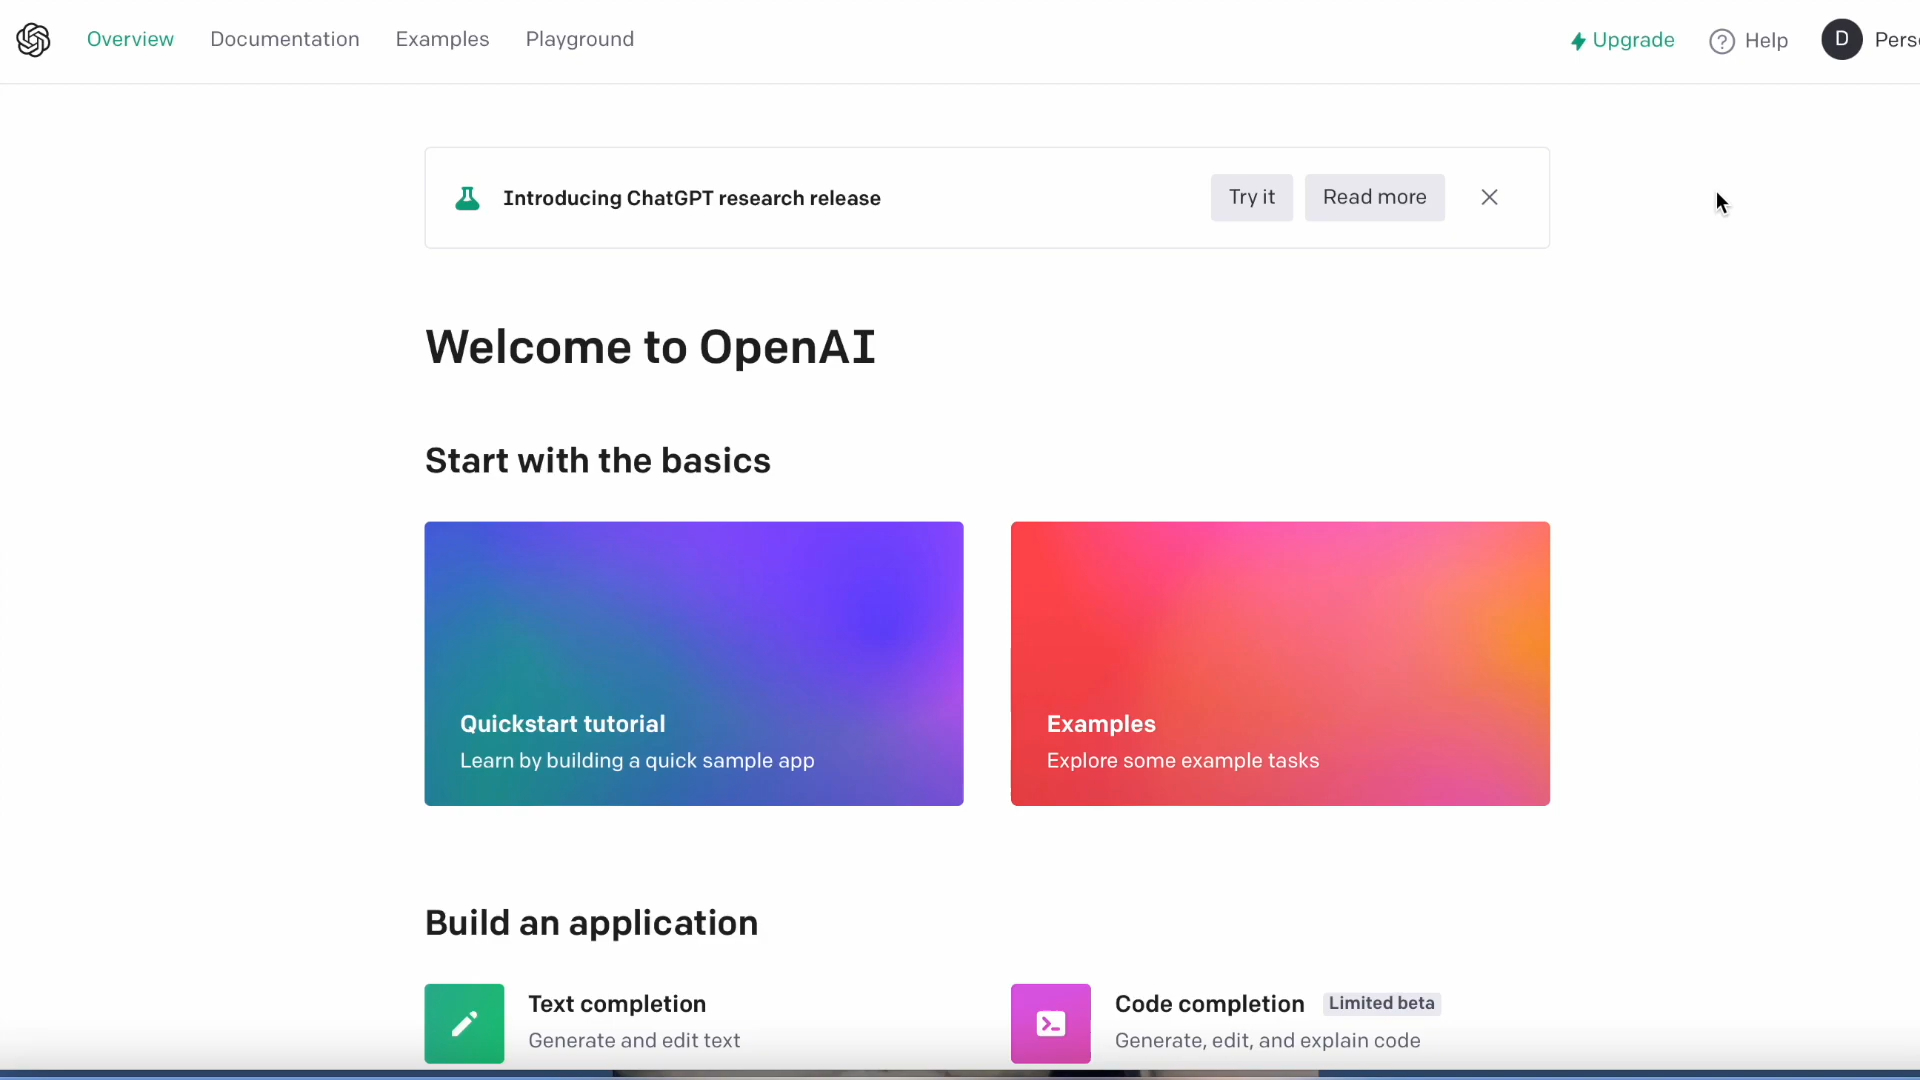 Overview Documentation Examples Playground Upgrade ? Help D Perso
Introducing ChatGPT research release Try it Read more
Welcome to OpenAI
Start with the basics
Quickstart tutorial
Learn by building a quick sample app
Examples
Explore some example tasks
Build an application
Text completion
Generate and edit text
Code completion Limited beta
Generate, edit, and explain code